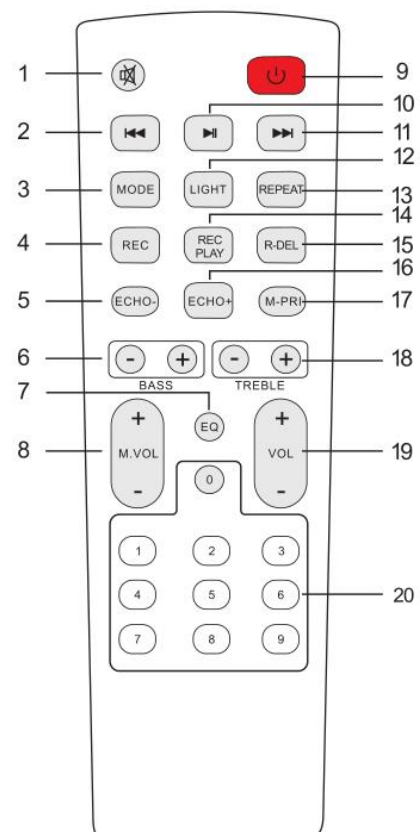 1 9
10
2 11
12
3 MODE LIGHT REPEAT 13
14
4 REC REC PLAY R-DEL 15
16
5 ECHO- ECHO+ M-PRI 17
6 - + - + 18
BASS TREBLE
7 EQ
8 + M.VOL - + VOL - 19
0
1 2 3
4 5 6 20
7 8 9